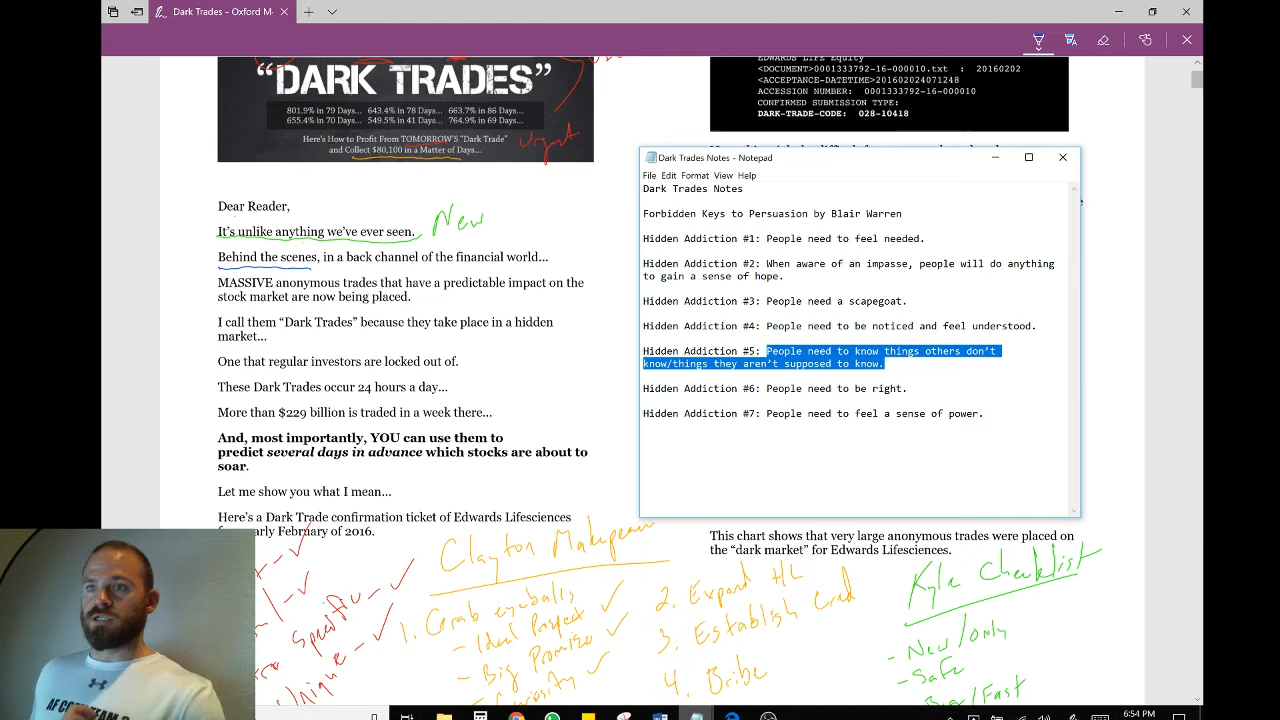 Dark Trades - Oxford M
"DARK TRADES"
801.9% in 79 Days... 643.4% in 78 Days... 663.7% in 86 Days...
655.4% in 70 Days... 549.5% in 41 Days... 764.9% in 69 Days...
Here's How to Profit From TOMORROW'S "Dark Trade"
and Collect $80,100 in a Matter of Days...
Urgent
Dear Reader,
It's unlike anything we've ever seen.
New
Behind the scenes, in a back channel of the financial world...
MASSIVE anonymous trades that have a predictable impact on the
stock market are now being placed.
I call them "Dark Trades" because they take place in a hidden
market...
One that regular investors are locked out of.
These Dark Trades occur 24 hours a day...
More than $229 billion is traded in a week there...
And, most importantly, YOU can use them to
predict several days in advance which stocks are about to
soar.
Let me show you what I mean...
Here's a Dark Trade confirmation ticket of Edwards Lifesciences
early February of 2016.
EDWARDS LIFE Equity
<DOCUMENT>0001333792-16-000010.txt : 20160202
<ACCEPTANCE-DATETIME>201602024071248
ACCESSION NUMBER: 0001333792-16-000010
CONFIRMED SUBMISSION TYPE:
DARK-TRADE-CODE: 028-10418
Dark Trades Notes - Notepad
File Edit Format View Help
Dark Trades Notes
Forbidden Keys to Persuasion by Blair Warren
Hidden Addiction #1: People need to feel needed.
Hidden Addiction #2: When aware of an impasse, people will do anything
to gain a sense of hope.
Hidden Addiction #3: People need a scapegoat.
Hidden Addiction #4: People need to be noticed and feel understood.
Hidden Addiction #5: People need to know things others don't
know/things they aren't supposed to know.
Hidden Addiction #6: People need to be right.
Hidden Addiction #7: People need to feel a sense of power.
This chart shows that very large anonymous trades were placed on
the "dark market" for Edwards Lifesciences.
Specific
Unique
Clayton Makepeace
1. Grab eyeballs
- Ideal Prospect
- Big Promise
- Curiosity
2. Expand H/L
3. Establish Cred
4. Bribe
Kyle Checklist
- New/Only
- Safe
- Big/Fast
6:54 PM